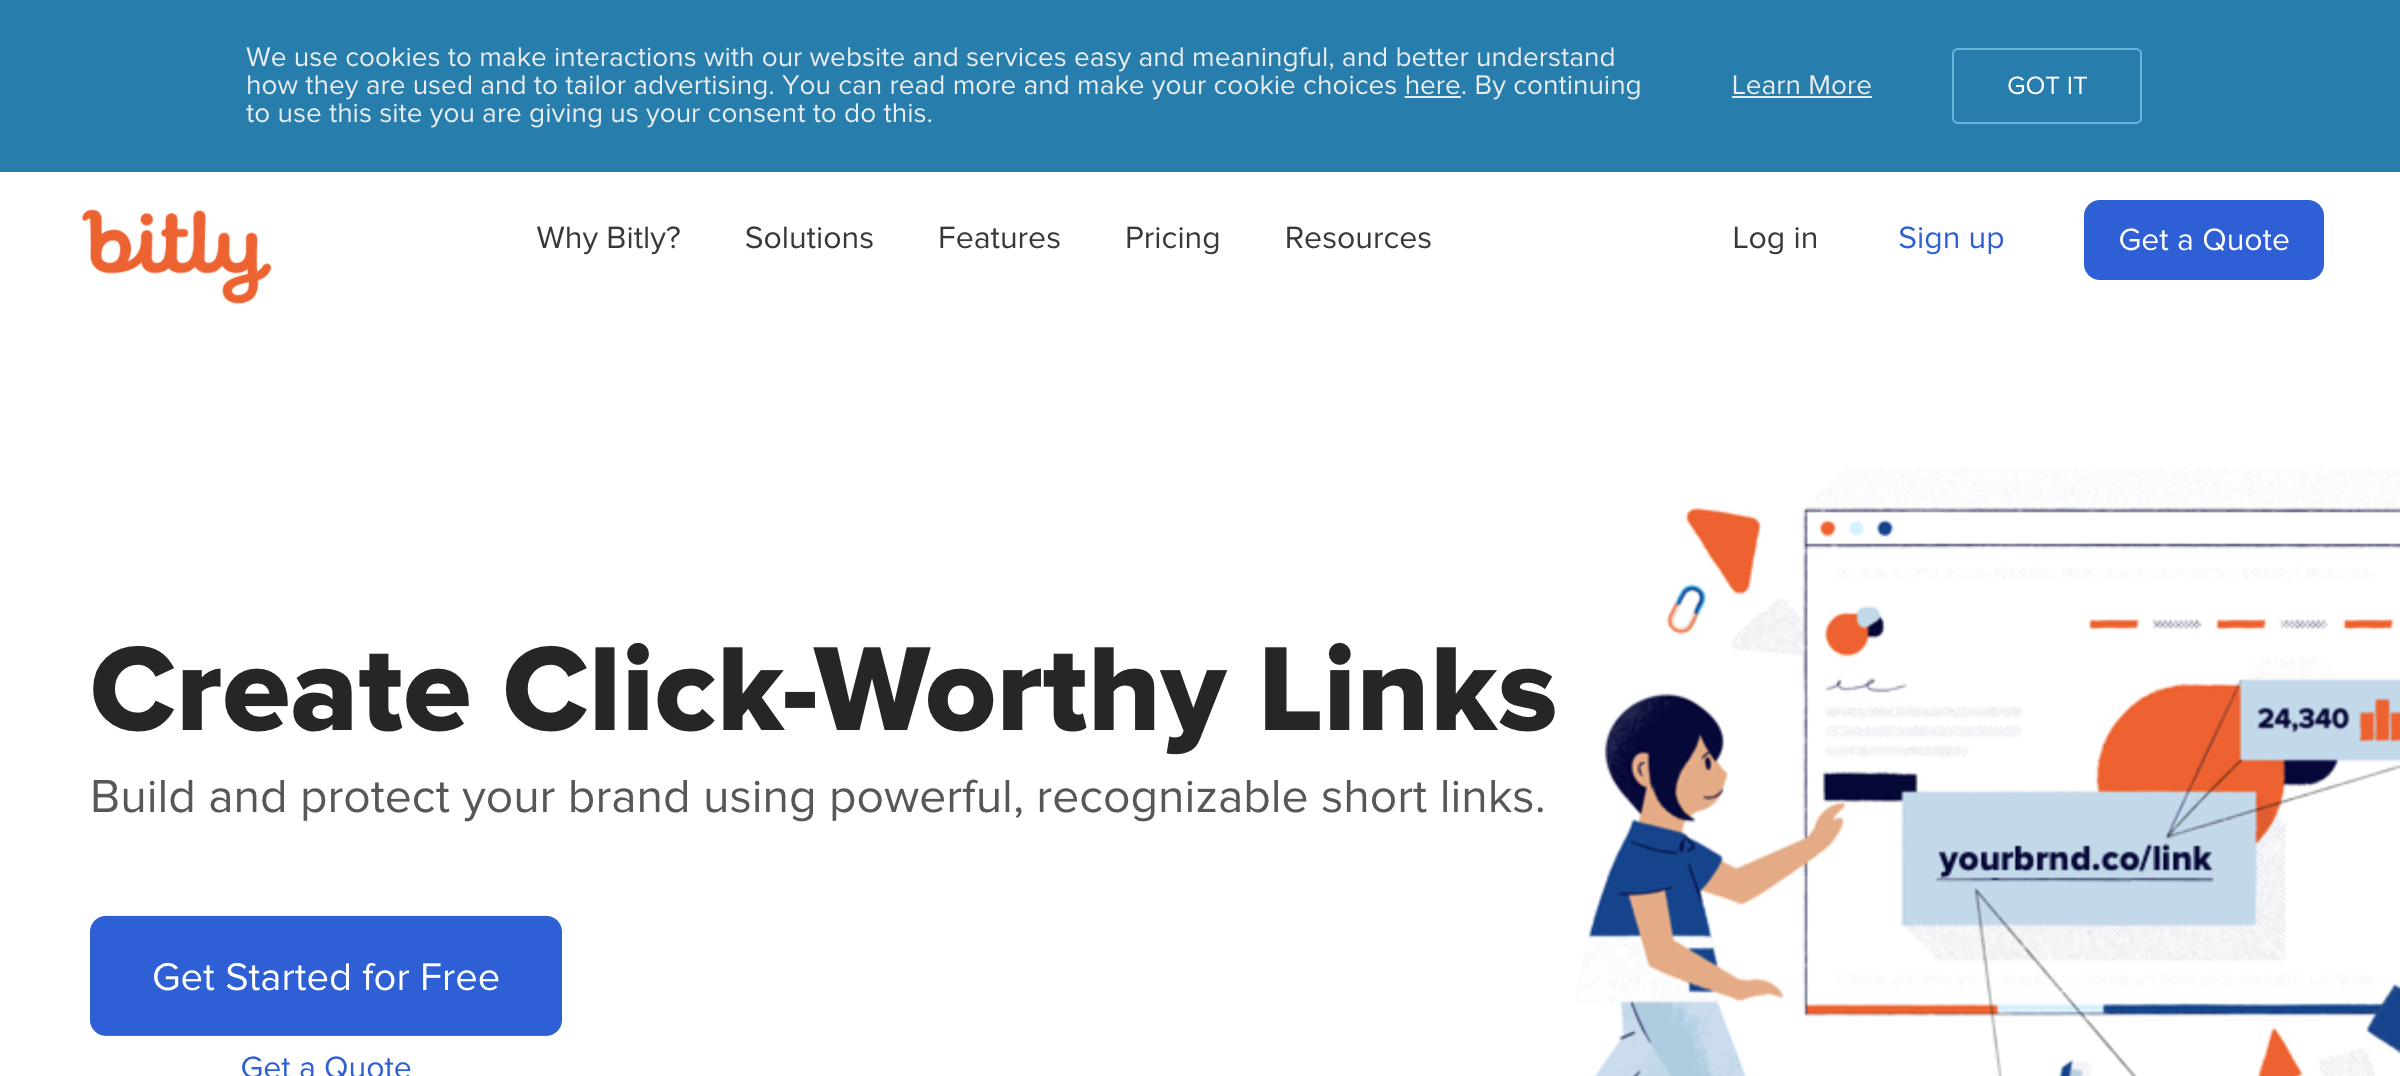 We use cookies to make interactions with our website and services easy and meaningful, and better understand
how they are used and to tailor advertising. You can read more and make your cookie choices here. By continuing
to use this site you are giving us your consent to do this.
Learn More
GOT IT
bitly
Why Bitly?
Solutions
Features
Pricing
Resources
Log in
Sign up
Get a Quote
Create Click-Worthy Links
Build and protect your brand using powerful, recognizable short links.
Get Started for Free
Get a Quote
24,340
yourbrnd.co/link